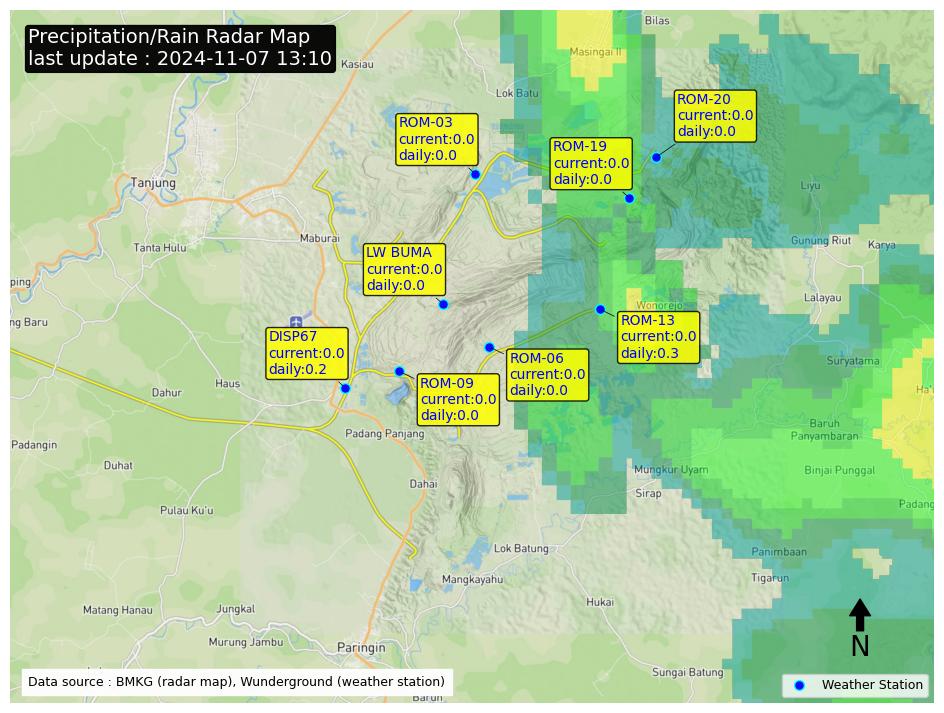 Precipitation/Rain Radar Map
last update : 2024-11-07 13:10
Bilas
Masingai II
Kasiau
Lok Batu
ROM-20
current:0.0
daily:0.0
ROM-03
current:0.0
daily:0.0
ROM-19
current:0.0
daily:0.0
Tanjung
Liyu
Maburai
Tanta Hulu
Gunung Riut
Karya
LW BUMA
current:0.0
daily:0.0
ping
Lalayau
Wonorejo
ng Baru
ROM-13
current:0.0
daily:0.3
DISP67
current:0.0
daily:0.2
ROM-06
current:0.0
daily:0.0
Suryatama
Haus
ROM-09
current:0.0
daily:0.0
Dahur
Ha'
Baruh
Panyambaran
Padang Panjang
Padangin
Duhat
Mungkur Uyam
Binjai Punggal
Dahai
Sirap
Padang
Pulau Ku'u
Lok Batung
Panimbaan
Mangkayahu
Tigarun
Hukai
Matang Hanau
Jungkal
Murung Jambu
Paringin
N
Sungai Batung
Data source : BMKG (radar map), Wunderground (weather station)
Weather Station
Barun